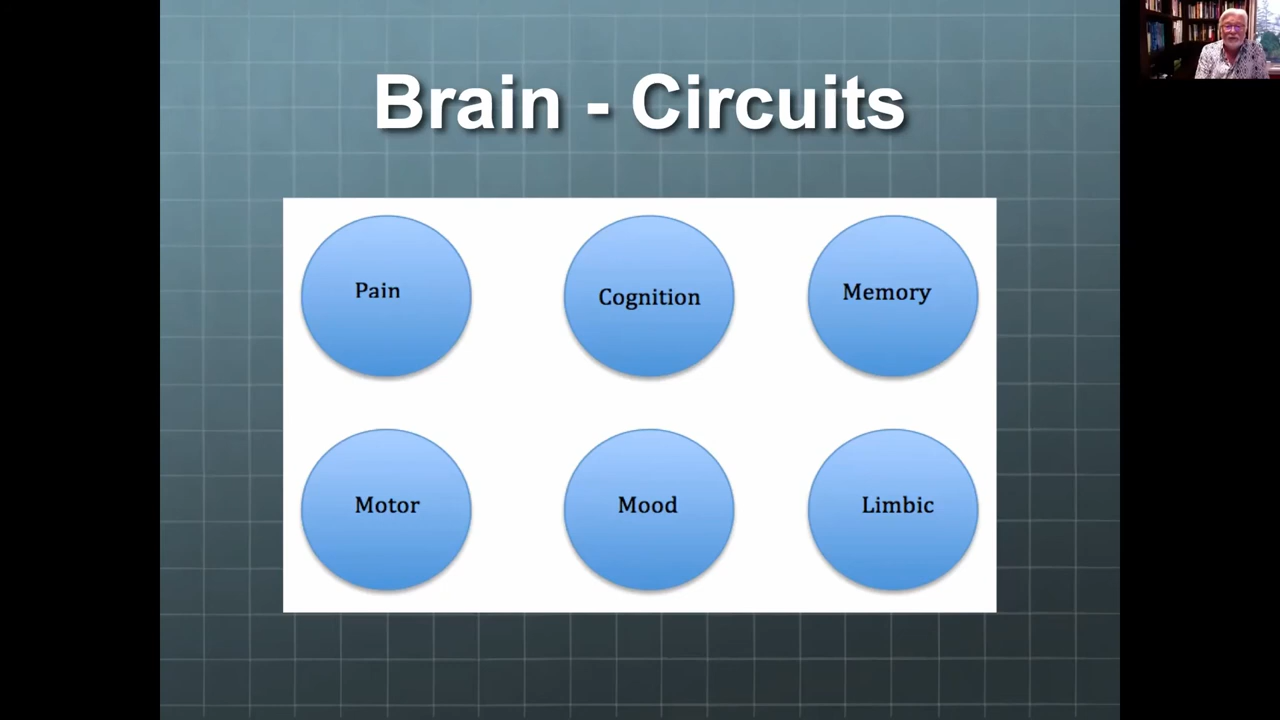 Brain - Circuits
Pain
Cognition
Memory
Motor
Mood
Limbic